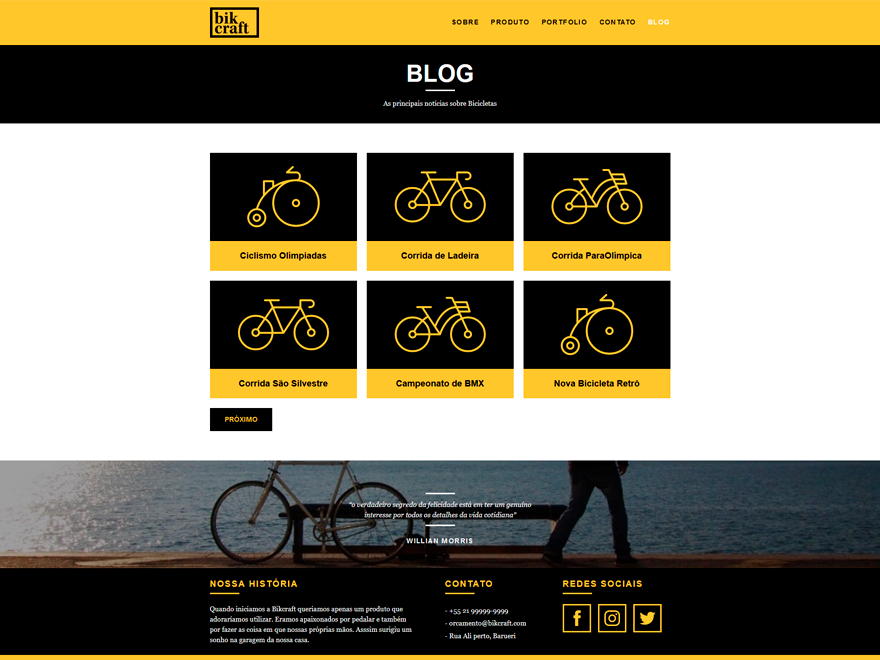 bik
craft
SOBRE PRODUTO PORTFOLIO CONTATO BLOG
BLOG
As principais notícias sobre Bicicletas
Ciclismo Olimpíadas
Corrida de Ladeira
Corrida ParaOlímpica
Corrida São Silvestre
Campeonato de BMX
Nova Bicicleta Retrô
PRÓXIMO
"o verdadeiro segredo da felicidade está em ter um genuíno
interesse por todos os detalhes da vida cotidiana"
WILLIAN MORRIS
NOSSA HISTÓRIA
Quando iniciamos a Bikcraft queriamos apenas um produto que
adorariamos utilizar. Eramos apaixonados por pedalar e também
por fazer as coisa em que nossas próprias mãos. Asssim surigiu um
sonho na garagem da nossa casa.
CONTATO
- +55 21 99999-9999
- orcamento@bikcraft.com
- Rua Ali perto, Barueri
REDES SOCIAIS